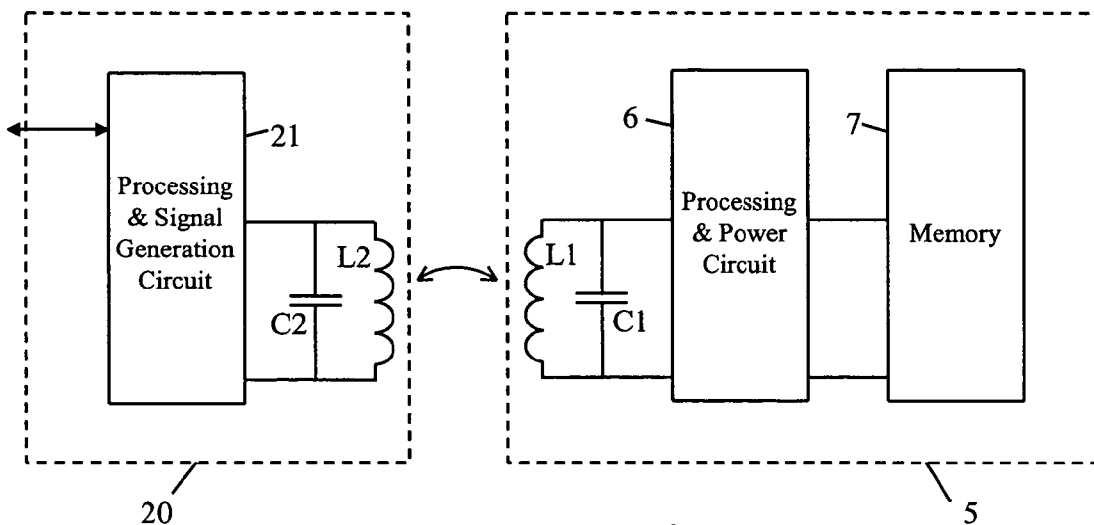 21
Processing
& Signal
Generation
Circuit
L2
C2
L1
C1
6
Processing
& Power
Circuit
7
Memory
20
5